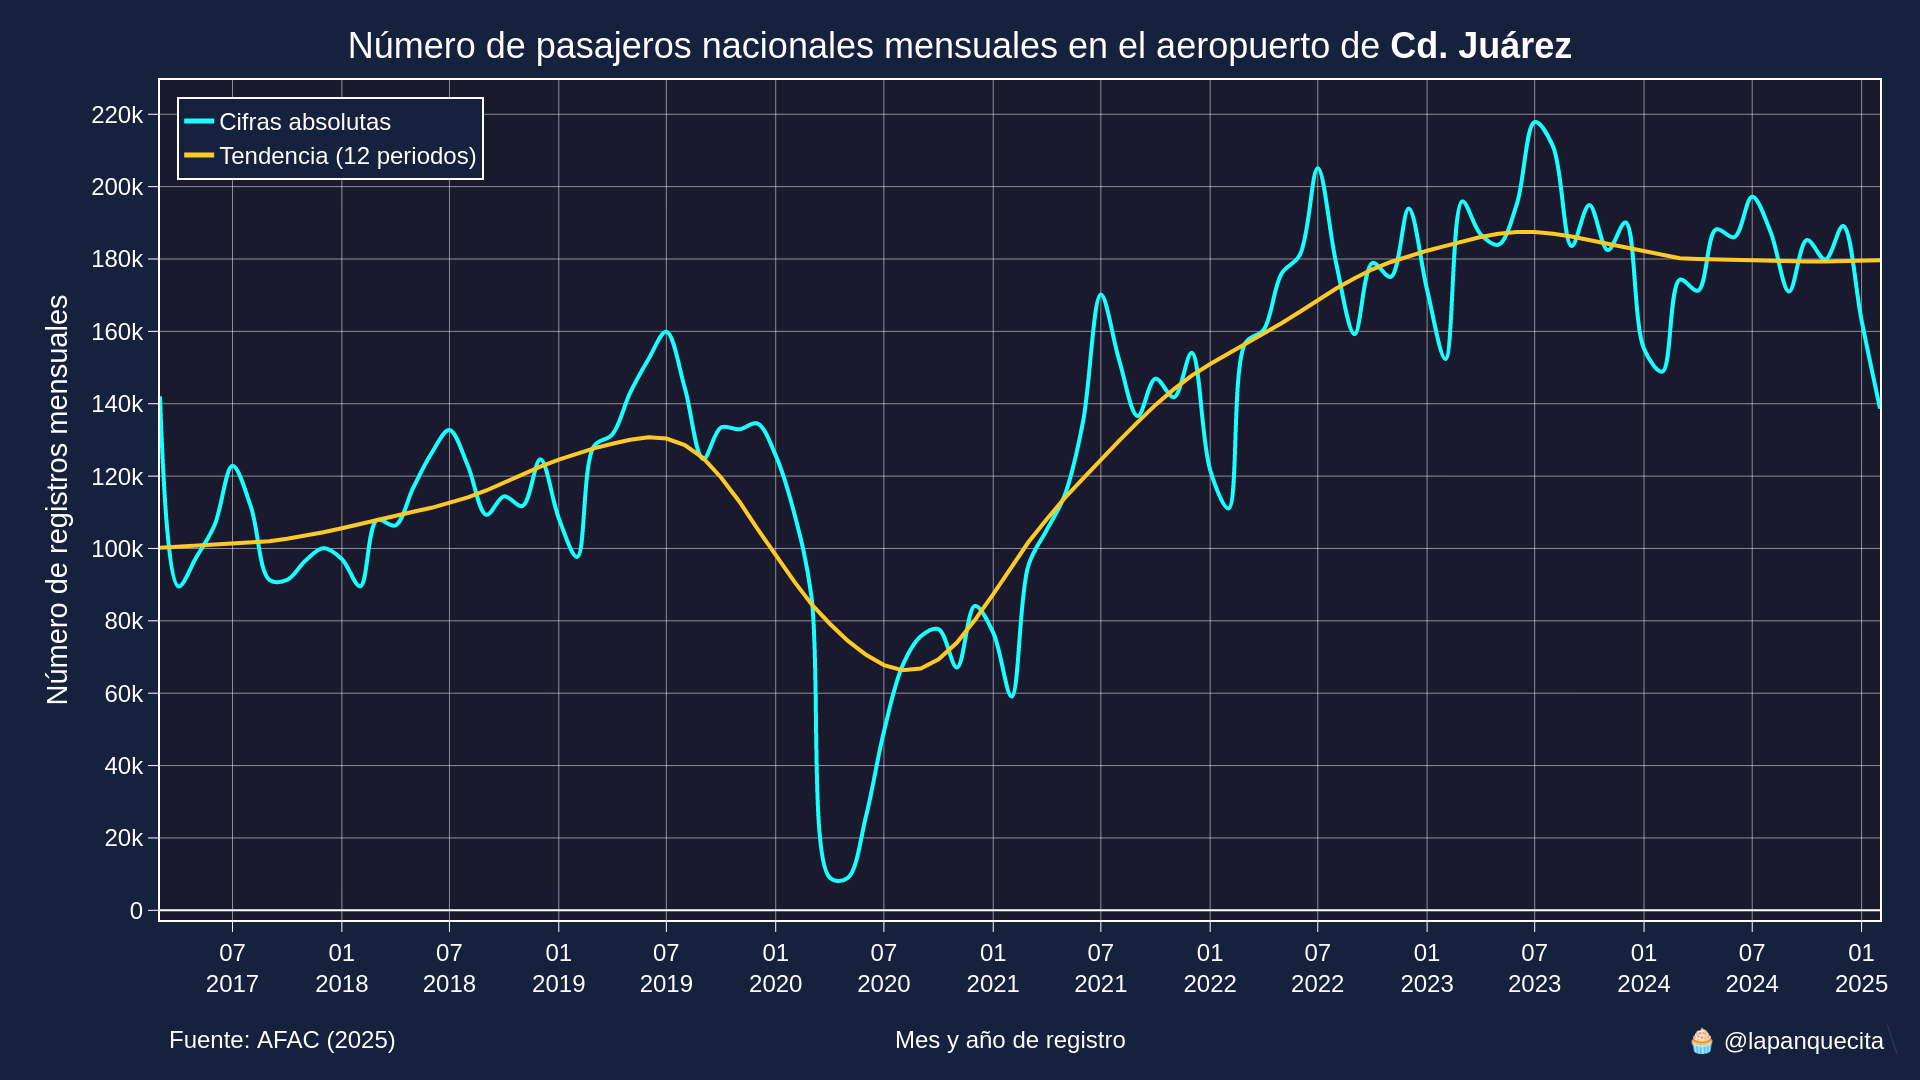 Número de pasajeros nacionales mensuales en el aeropuerto de Cd. Juárez
Cifras absolutas
Tendencia (12 periodos)
Número de registros mensuales
220k
200k
180k
160k
140k
120k
100k
80k
60k
40k
20k
0
07 01 07 01 07 01 07 01 07 01 07 01 07 01 07 01
2017 2018 2018 2019 2019 2020 2020 2021 2021 2022 2022 2023 2023 2024 2024 2025
Fuente: AFAC (2025)
Mes y año de registro
🧁 @lapanquecita